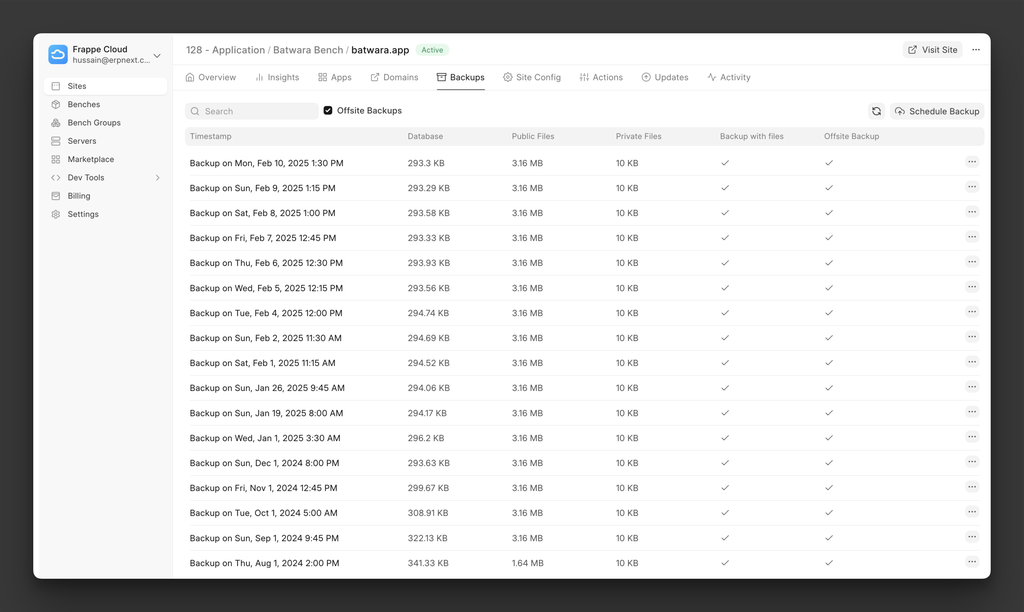 Frappe Cloud
hussain@erpnext.c...
Sites
Benches
Bench Groups
Servers
Marketplace
Dev Tools
Billing
Settings
128 - Application / Batwara Bench / batwara.app Active
Visit Site
Overview Insights Apps Domains Backups Site Config Actions Updates Activity
Search Offsite Backups Schedule Backup
Timestamp Database Public Files Private Files Backup with files Offsite Backup
Backup on Mon, Feb 10, 2025 1:30 PM 293.3 KB 3.16 MB 10 KB
Backup on Sun, Feb 9, 2025 1:15 PM 293.29 KB 3.16 MB 10 KB
Backup on Sat, Feb 8, 2025 1:00 PM 293.58 KB 3.16 MB 10 KB
Backup on Fri, Feb 7, 2025 12:45 PM 293.33 KB 3.16 MB 10 KB
Backup on Thu, Feb 6, 2025 12:30 PM 293.93 KB 3.16 MB 10 KB
Backup on Wed, Feb 5, 2025 12:15 PM 293.56 KB 3.16 MB 10 KB
Backup on Tue, Feb 4, 2025 12:00 PM 294.74 KB 3.16 MB 10 KB
Backup on Sun, Feb 2, 2025 11:30 AM 294.69 KB 3.16 MB 10 KB
Backup on Sat, Feb 1, 2025 11:15 AM 294.52 KB 3.16 MB 10 KB
Backup on Sun, Jan 26, 2025 9:45 AM 294.06 KB 3.16 MB 10 KB
Backup on Sun, Jan 19, 2025 8:00 AM 294.17 KB 3.16 MB 10 KB
Backup on Wed, Jan 1, 2025 3:30 AM 296.2 KB 3.16 MB 10 KB
Backup on Sun, Dec 1, 2024 8:00 PM 293.63 KB 3.16 MB 10 KB
Backup on Fri, Nov 1, 2024 12:45 PM 299.67 KB 3.16 MB 10 KB
Backup on Tue, Oct 1, 2024 5:00 AM 308.91 KB 3.16 MB 10 KB
Backup on Sun, Sep 1, 2024 9:45 PM 322.13 KB 3.16 MB 10 KB
Backup on Thu, Aug 1, 2024 2:00 PM 341.33 KB 1.64 MB 10 KB